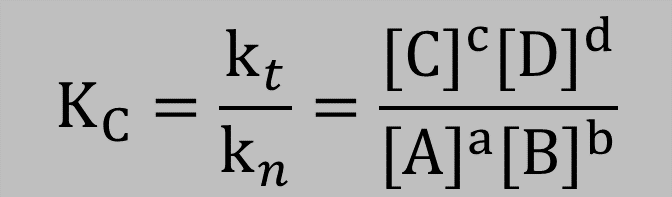 K_C = k_t / k_n = [C]^c[D]^d / [A]^a[B]^b